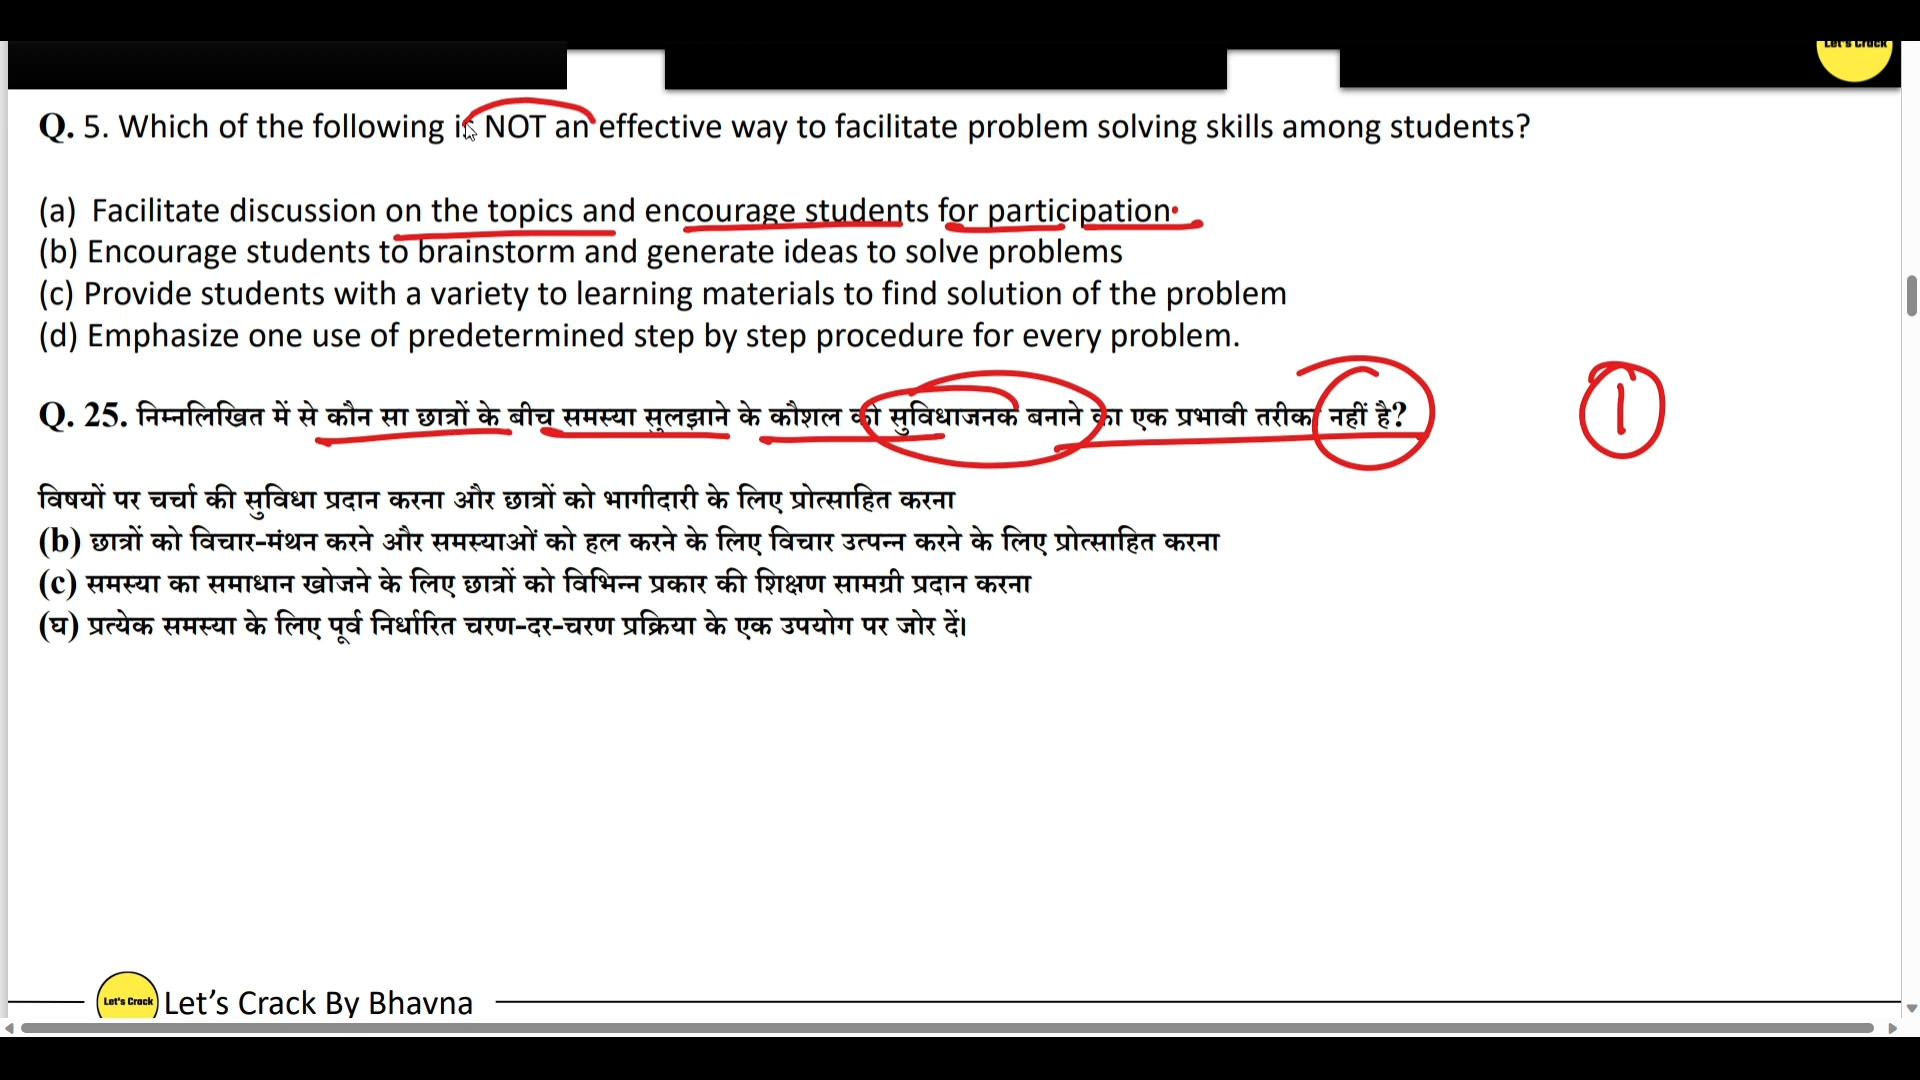 Let's Crack
Q. 5. Which of the following is NOT an effective way to facilitate problem solving skills among students?
(a) Facilitate discussion on the topics and encourage students for participation
(b) Encourage students to brainstorm and generate ideas to solve problems
(c) Provide students with a variety to learning materials to find solution of the problem
(d) Emphasize one use of predetermined step by step procedure for every problem.
Q. 25. निम्नलिखित में से कौन सा छात्रों के बीच समस्या सुलझाने के कौशल को सुविधाजनक बनाने का एक प्रभावी तरीका नहीं है?
1
विषयों पर चर्चा की सुविधा प्रदान करना और छात्रों को भागीदारी के लिए प्रोत्साहित करना
(b) छात्रों को विचार-मंथन करने और समस्याओं को हल करने के लिए विचार उत्पन्न करने के लिए प्रोत्साहित करना
(c) समस्या का समाधान खोजने के लिए छात्रों को विभिन्न प्रकार की शिक्षण सामग्री प्रदान करना
(घ) प्रत्येक समस्या के लिए पूर्व निर्धारित चरण-दर-चरण प्रक्रिया के एक उपयोग पर जोर दें।
Let's Crack Let’s Crack By Bhavna